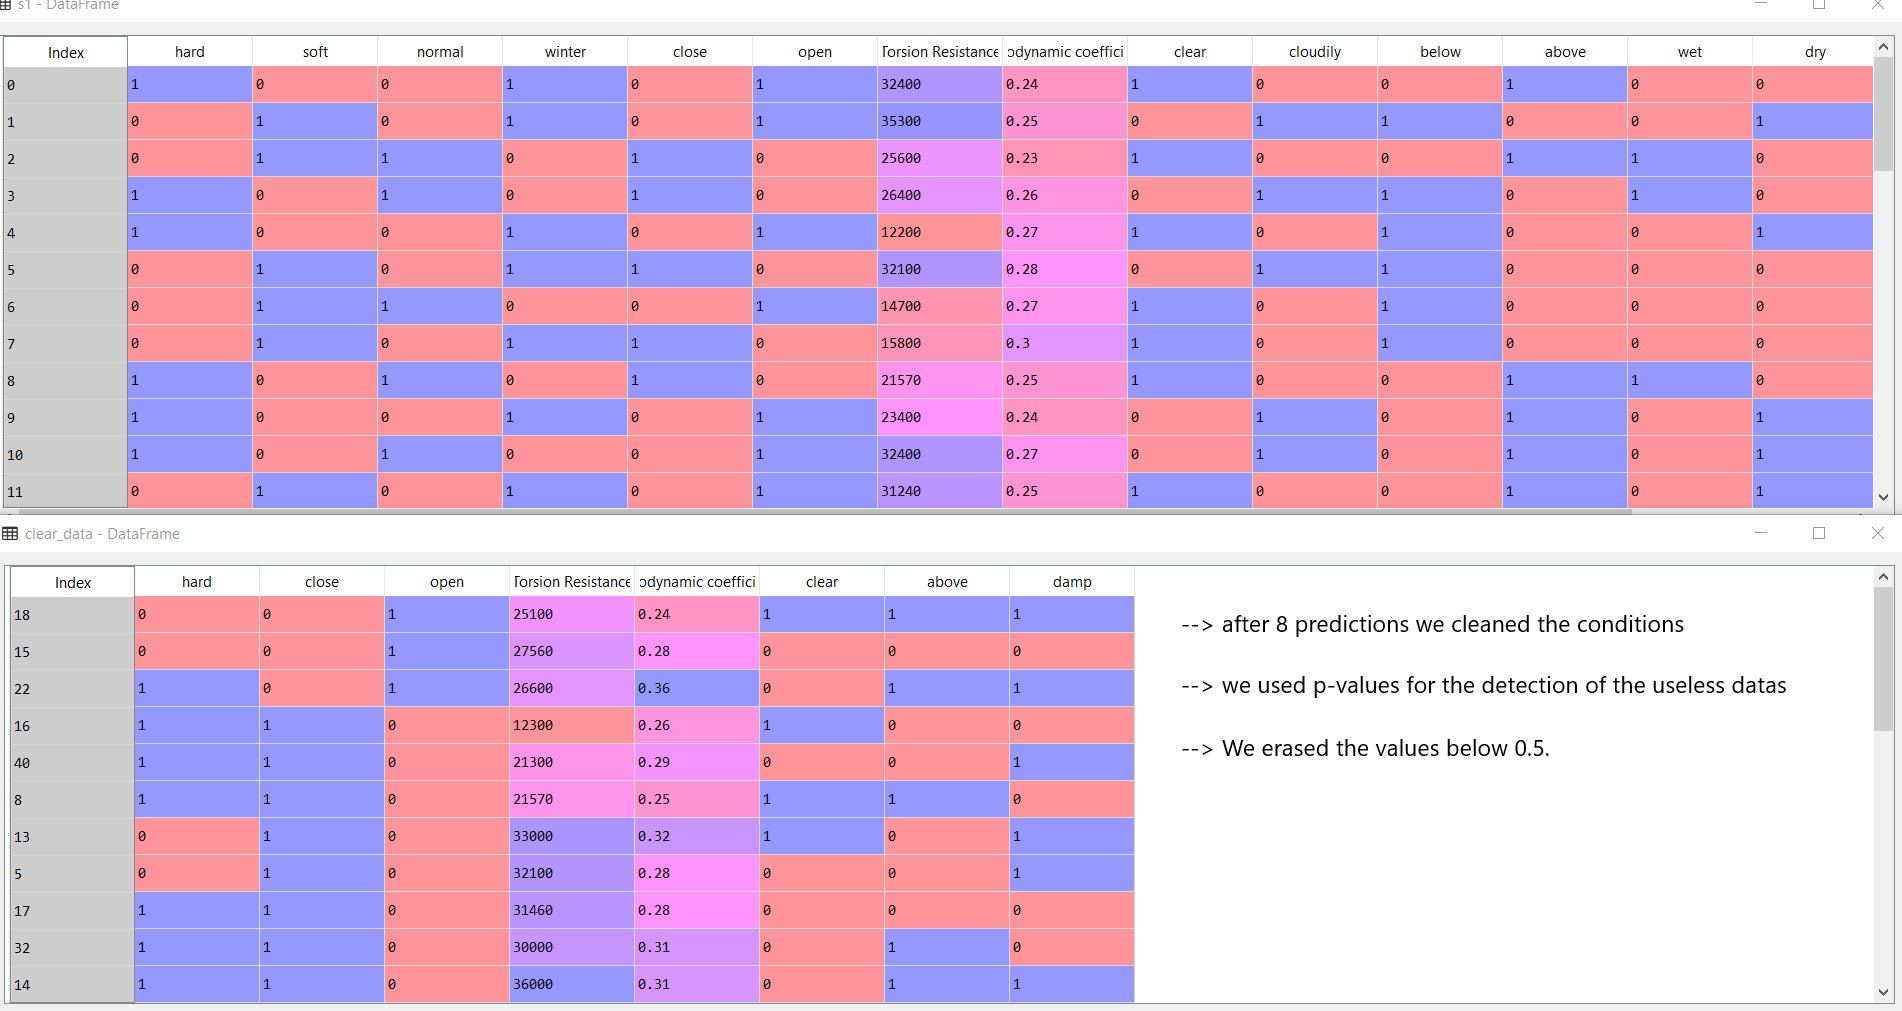 s1 - DataFrame
Index hard soft normal winter close open Torsion Resistance odynamic coeffici clear cloudily below above wet dry
0 1 0 0 1 0 1 32400 0.24 1 0 0 1 0 0
1 0 1 0 1 0 1 35300 0.25 0 1 1 0 0 1
2 0 1 1 0 1 0 25600 0.23 1 0 0 1 1 0
3 1 0 1 0 1 0 26400 0.26 0 1 1 0 1 0
4 1 0 0 1 0 1 12200 0.27 1 0 1 0 0 1
5 0 1 0 1 1 0 32100 0.28 0 1 1 0 0 0
6 0 1 1 0 0 1 14700 0.27 1 0 1 0 0 0
7 0 1 0 1 1 0 15800 0.3 1 0 1 0 0 0
8 1 0 1 0 1 0 21570 0.25 1 0 0 1 1 0
9 1 0 0 1 0 1 23400 0.24 0 1 0 1 0 1
10 1 0 1 0 0 1 32400 0.27 0 1 0 1 0 1
11 0 1 0 1 0 1 31240 0.25 1 0 0 1 0 1
clear_data - DataFrame
Index hard close open Torsion Resistance odynamic coeffici clear above damp
18 0 0 1 25100 0.24 1 1 1
15 0 0 1 27560 0.28 0 0 0
22 1 0 1 26600 0.36 0 1 1
16 1 1 0 12300 0.26 1 0 0
40 1 1 0 21300 0.29 0 0 1
8 1 1 0 21570 0.25 1 1 0
13 0 1 0 33000 0.32 1 0 1
5 0 1 0 32100 0.28 0 0 1
17 1 1 0 31460 0.28 0 0 0
32 1 1 0 30000 0.31 0 1 0
14 1 1 0 36000 0.31 0 1 1
--> after 8 predictions we cleaned the conditions
--> we used p-values for the detection of the useless datas
--> We erased the values below 0.5.